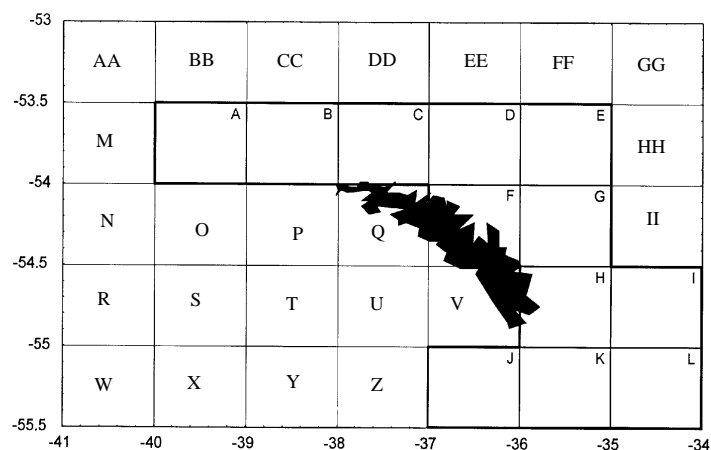 -53
AA BB CC DD EE FF GG
-53.5
M A B C D E HH
-54
N O P Q F G II
-54.5
R S T U V H I
-55
W X Y Z J K L
-55.5
-41 -40 -39 -38 -37 -36 -35 -34